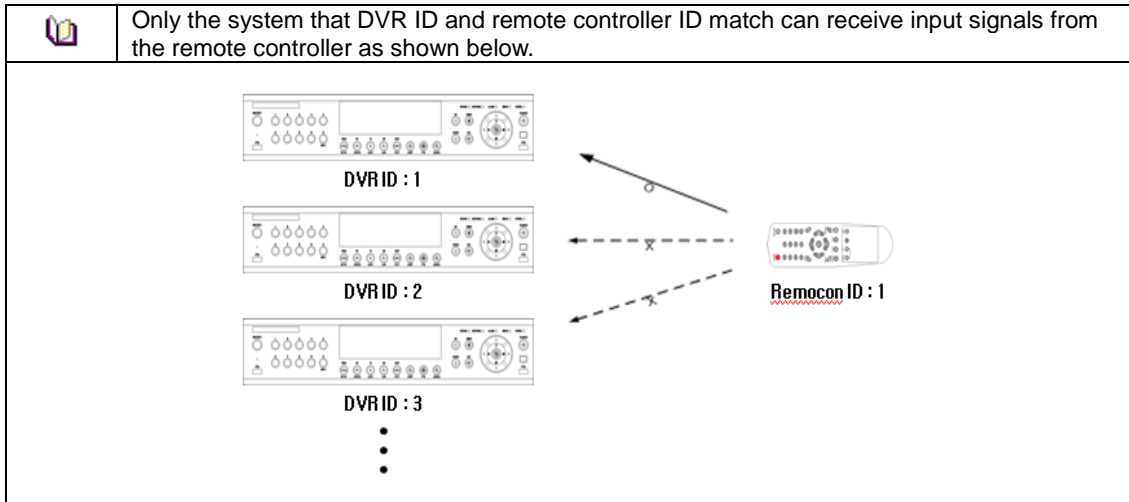 Only the system that DVR ID and remote controller ID match can receive input signals from
the remote controller as shown below.
DVR ID : 1
O
X
DVR ID : 2
Remocon ID : 1
X
DVR ID : 3